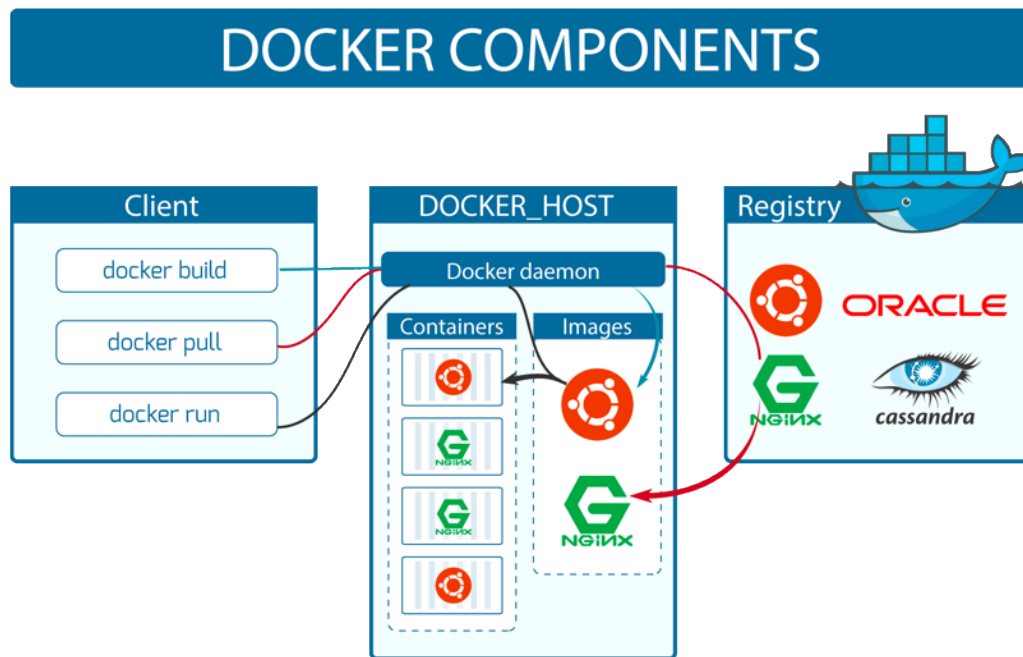 DOCKER COMPONENTS
Client
docker build
docker pull
docker run
DOCKER_HOST
Docker daemon
Containers
NGiNX
NGiNX
Images
NGiNX
Registry
ORACLE
NGiNX
cassandra